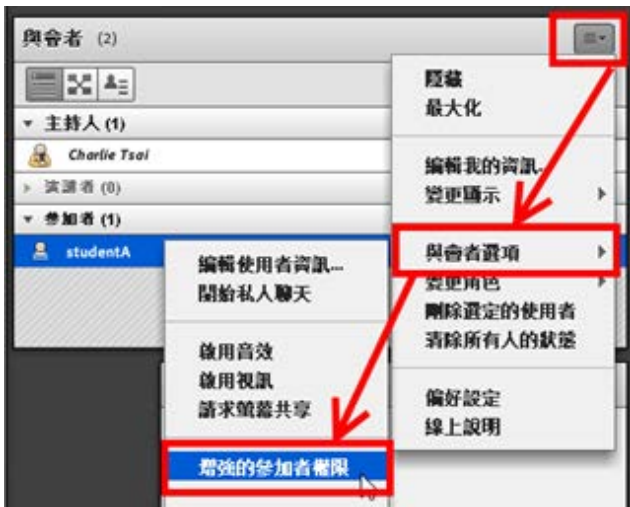 與會者 (2)
主持人 (1)
Charlie Tsai
演講者 (0)
參加者 (1)
studentA
隱藏
最大化
編輯我的資訊...
變更顯示
與會者選項
變更角色
刪除選定的使用者
清除所有人的狀態
偏好設定
線上說明
編輯使用者資訊...
開始私人聊天
啟用音效
啟用視訊
請求螢幕共享
增強的參加者權限